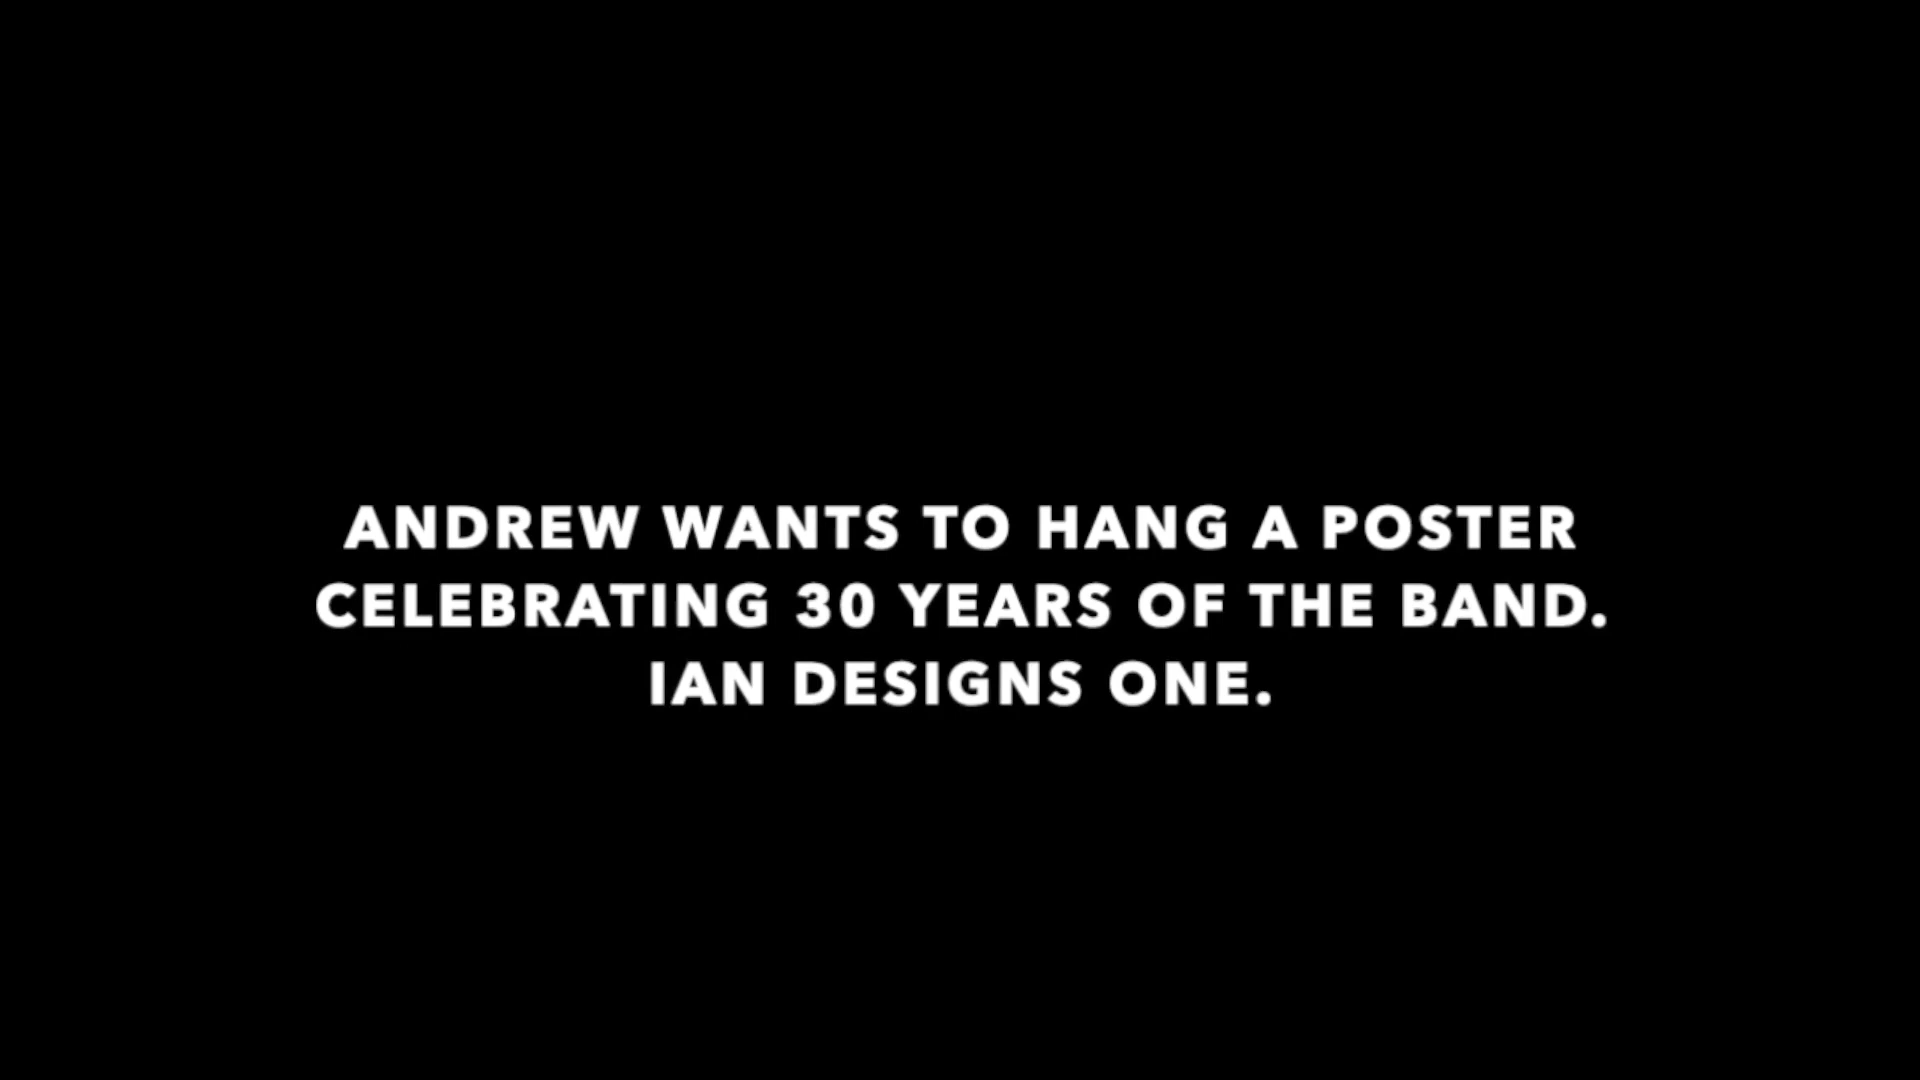 ANDREW WANTS TO HANG A POSTER
CELEBRATING 30 YEARS OF THE BAND.
IAN DESIGNS ONE.